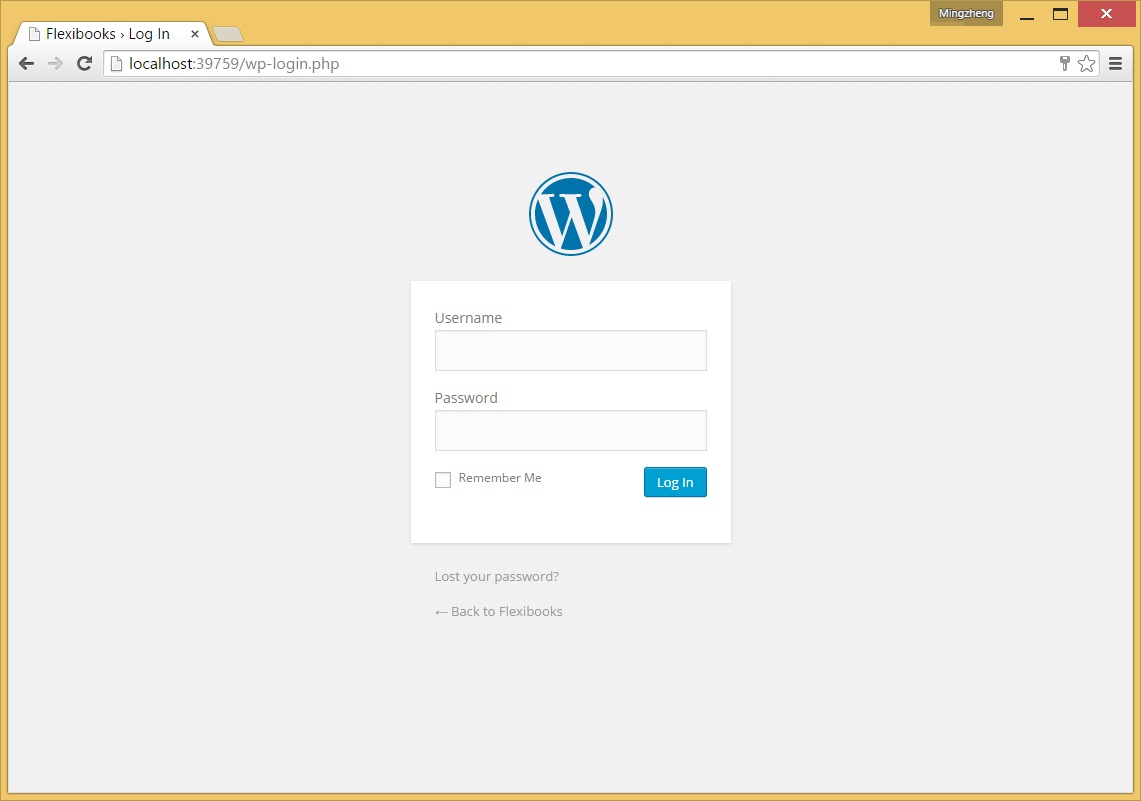 Mingzheng
Flexibooks › Log In
localhost:39759/wp-login.php
Username
Password
Remember Me
Log In
Lost your password?
← Back to Flexibooks